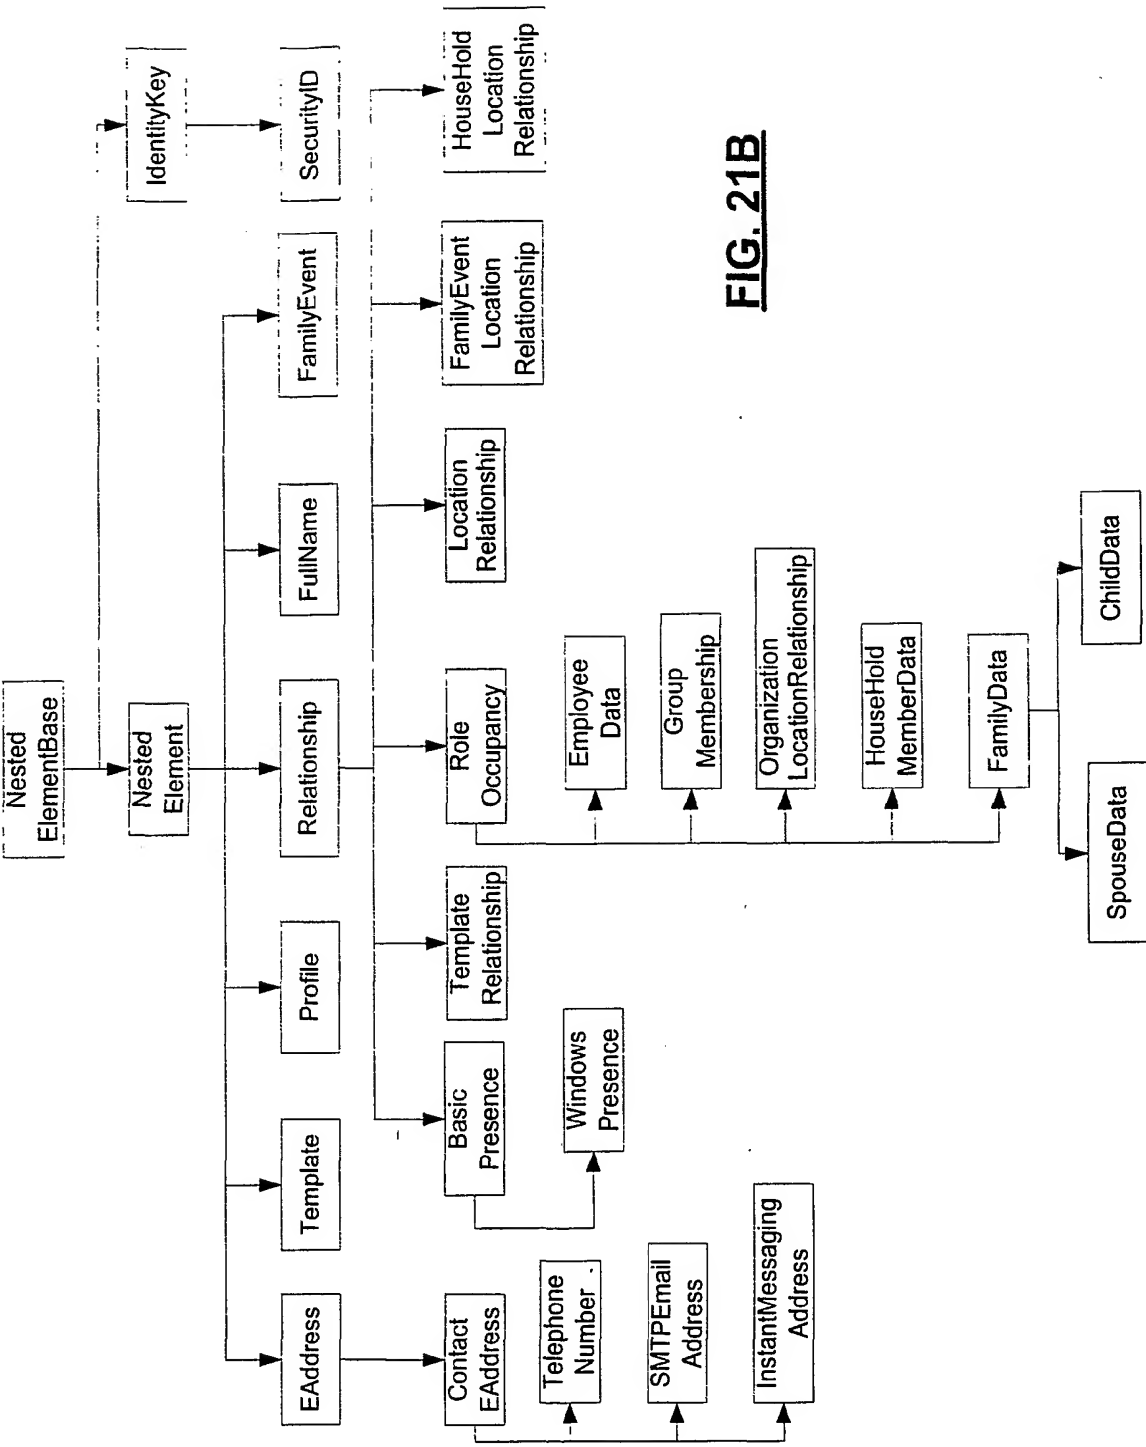 Nested
ElementBase
Nested
Element
IdentityKey
EAddress
Template
Profile
Relationship
FullName
FamilyEvent
SecurityID
Contact
EAddress
Basic
Presence
Template
Relationship
Role
Occupancy
Location
Relationship
FamilyEvent
Location
Relationship
HouseHold
Location
Relationship
Telephone
Number
SMTPEmail
Address
InstantMessaging
Address
Windows
Presence
Employee
Data
Group
Membership
Organization
LocationRelationship
HouseHold
MemberData
FamilyData
SpouseData
ChildData
FIG. 21B